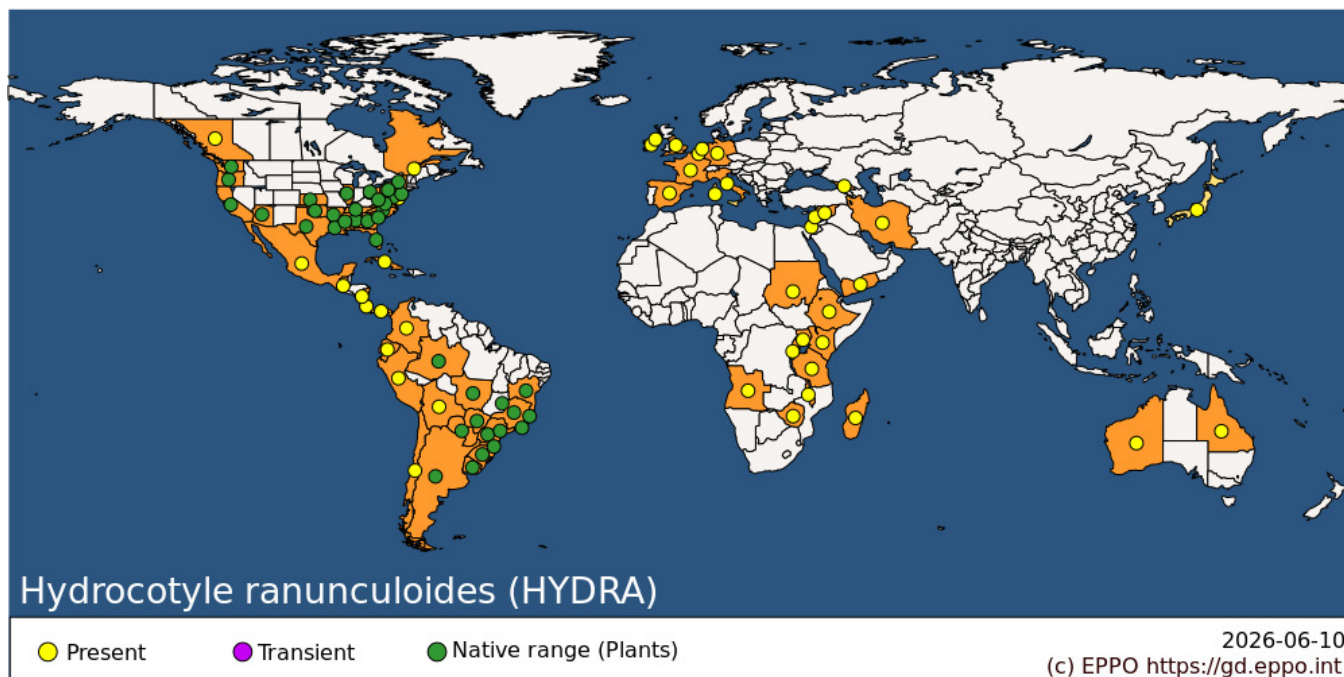 Hydrocotyle ranunculoides (HYDRA)
Present
Transient
Native range (Plants)
2026-06-10
(c) EPPO https://gd.eppo.int